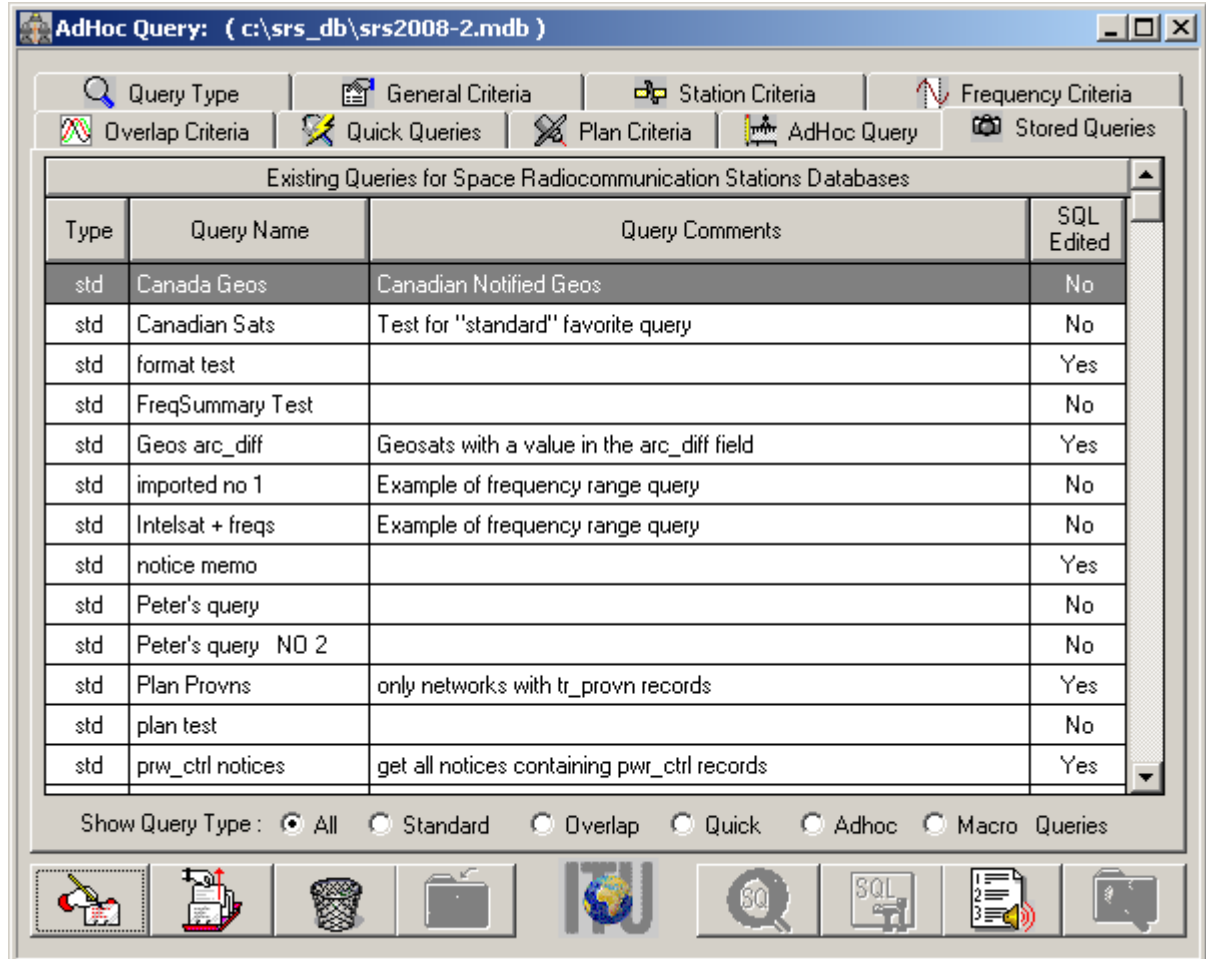 AdHoc Query: ( c:\srs_db\srs2008-2.mdb )
Query Type General Criteria Station Criteria Frequency Criteria
Overlap Criteria Quick Queries Plan Criteria AdHoc Query Stored Queries
Existing Queries for Space Radiocommunication Stations Databases
Type Query Name Query Comments SQL Edited
std Canada Geos Canadian Notified Geos No
std Canadian Sats Test for "standard" favorite query No
std format test Yes
std FreqSummary Test No
std Geos arc_diff Geosats with a value in the arc_diff field Yes
std imported no 1 Example of frequency range query No
std Intelsat + freqs Example of frequency range query No
std notice memo Yes
std Peter's query No
std Peter's query NO 2 No
std Plan Provns only networks with tr_provn records Yes
std plan test No
std prw_ctrl notices get all notices containing pwr_ctrl records Yes
Show Query Type : All Standard Overlap Quick Adhoc Macro Queries
ITU SQ SQL 1 2 3